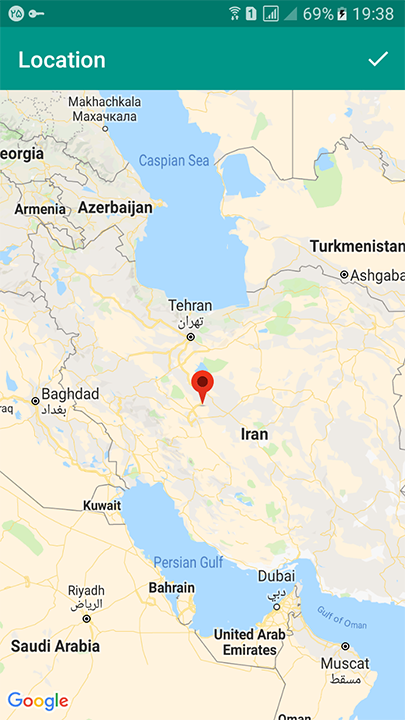 ۲۵
1
69%
19:38
Location
Makhachkala
Махачкала
eorgia
Caspian Sea
Armenia
Azerbaijan
Turkmenistan
Ashgaba
Tehran
تهران
Baghdad
بغداد
raq
Iran
Kuwait
Persian Gulf
Bahrain
Dubai
دبي
Riyadh
الرياض
Gulf of Oman
Saudi Arabia
United Arab
Emirates
Muscat
مسقط
Google
Oman